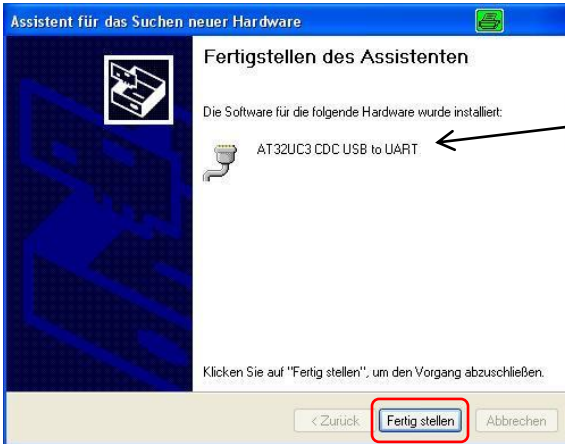 Assistent für das Suchen neuer Hardware
Fertigstellen des Assistenten
Die Software für die folgende Hardware wurde installiert:
AT32UC3 CDC USB to UART
Klicken Sie auf "Fertig stellen", um den Vorgang abzuschließen.
< Zurück Fertig stellen Abbrechen